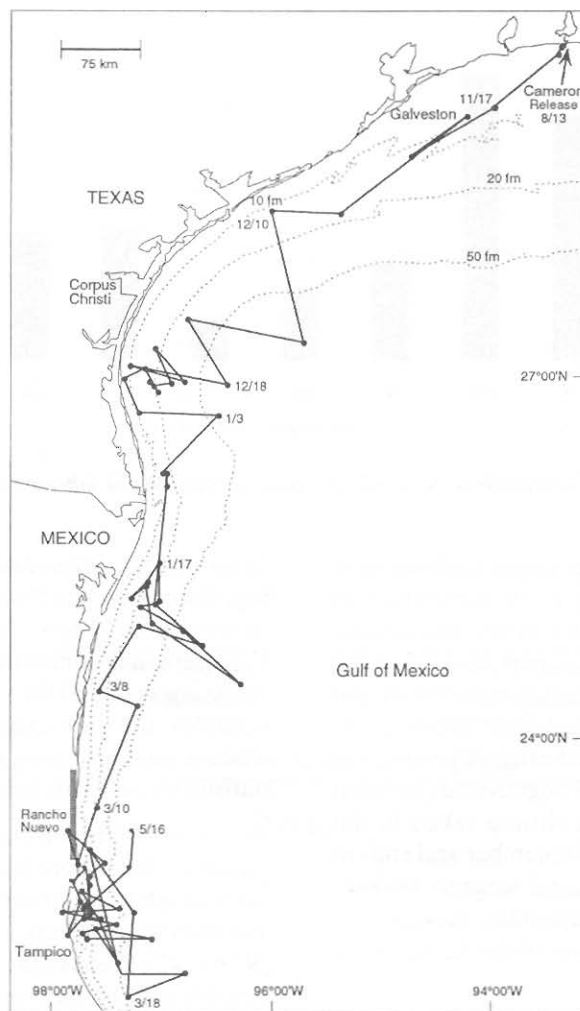 75 km
Cameron
Release
8/13
11/17
Galveston
20 fm
TEXAS
10 fm
12/10
50 fm
Corpus
Christi
27°00'N
12/18
1/3
MEXICO
1/17
Gulf of Mexico
3/8
24°00'N
3/10
Rancho
Nuevo
5/16
Tampico
3/18
98°00'W
96°00'W
94°00'W